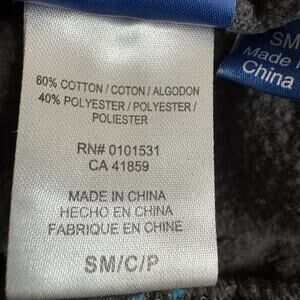 60% COTTON / COTON / ALGODON
40% POLYESTER / POLYESTER /
POLIESTER
RN# 0101531
CA 41859
MADE IN CHINA
HECHO EN CHINA
FABRIQUE EN CHINE
SM/C/P
SM
Made
China